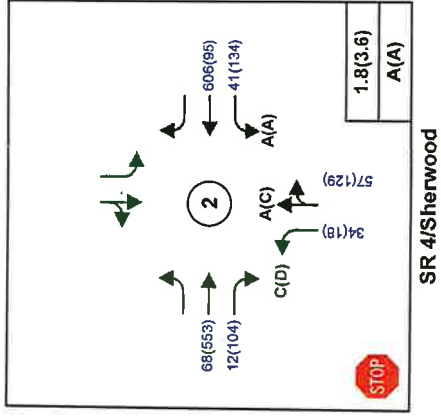 606(95)
41(134)
A(A)
2
68(553)
12(104)
C(D)
A(C)
34(18)
57(129)
STOP
1.8(3.6)
A(A)
SR 4/Sherwood